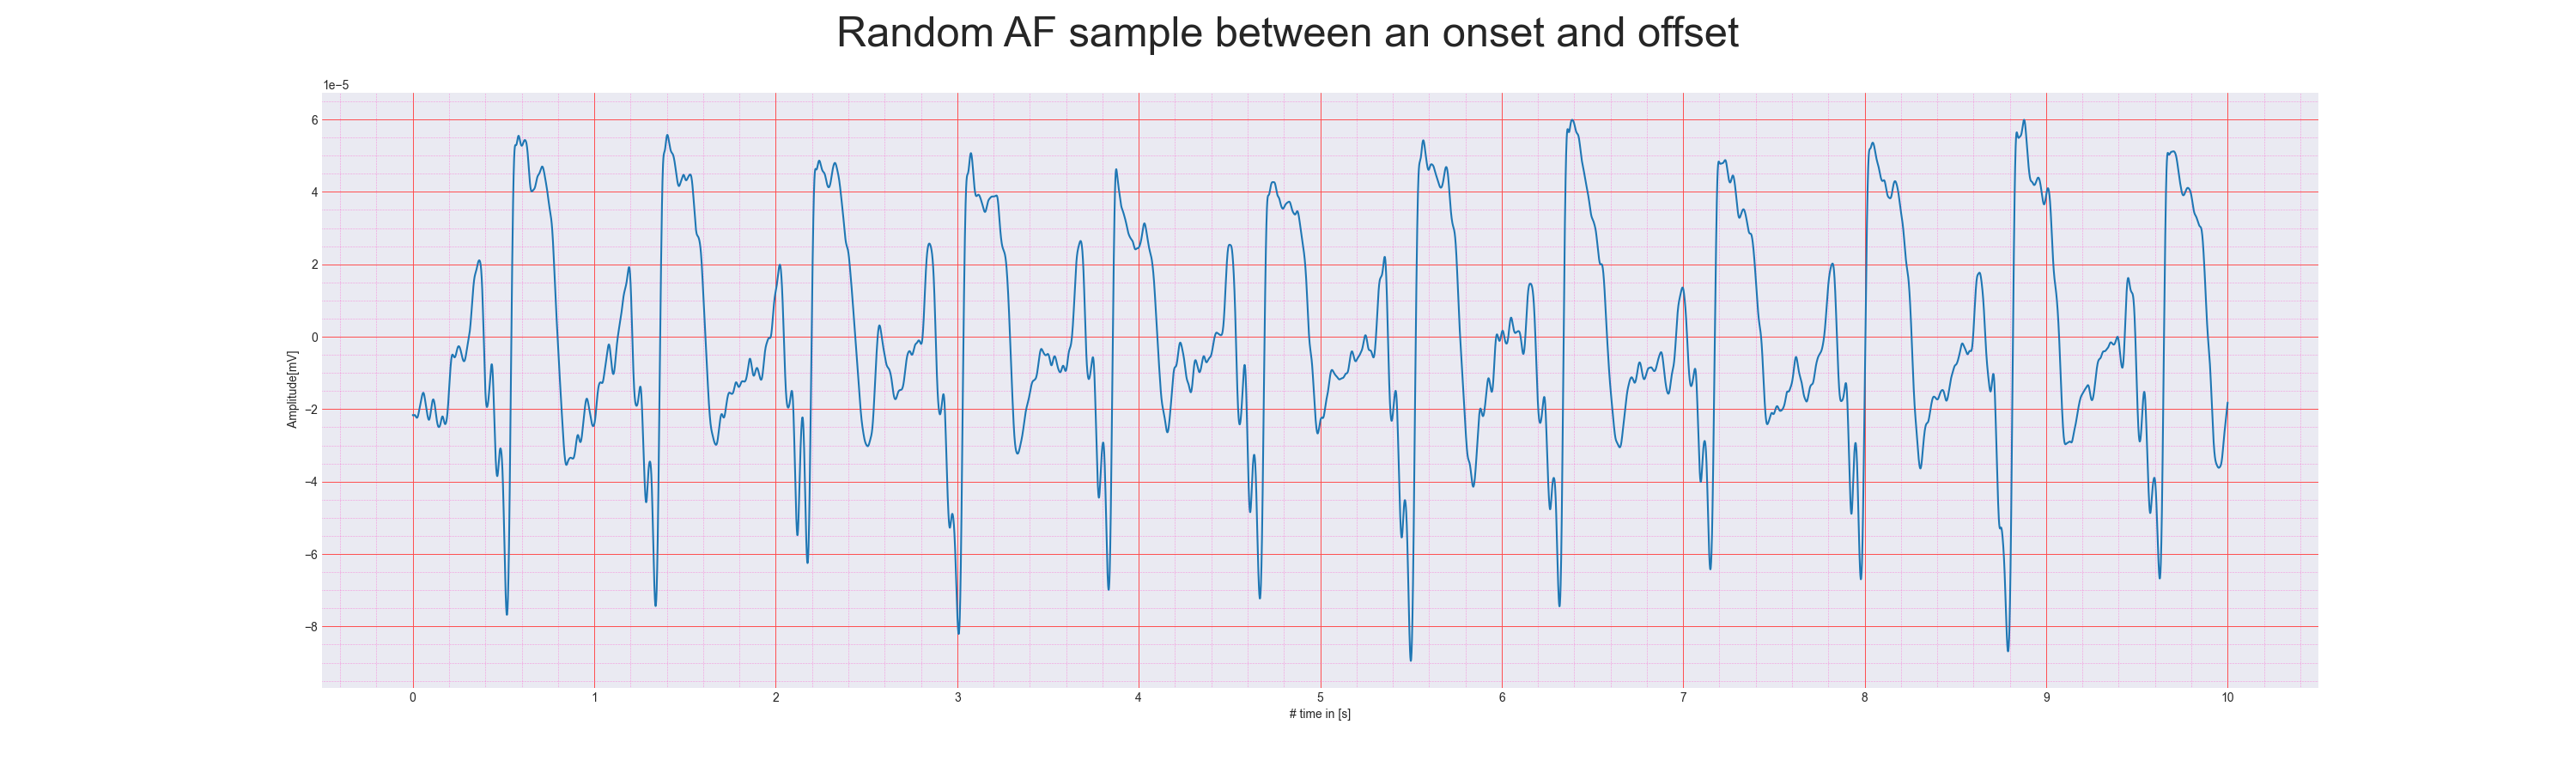 Random AF sample between an onset and offset
1e−5
6
4
2
0
−2
−4
−6
−8
Amplitude[mV]
0 1 2 3 4 5 6 7 8 9 10
# time in [s]